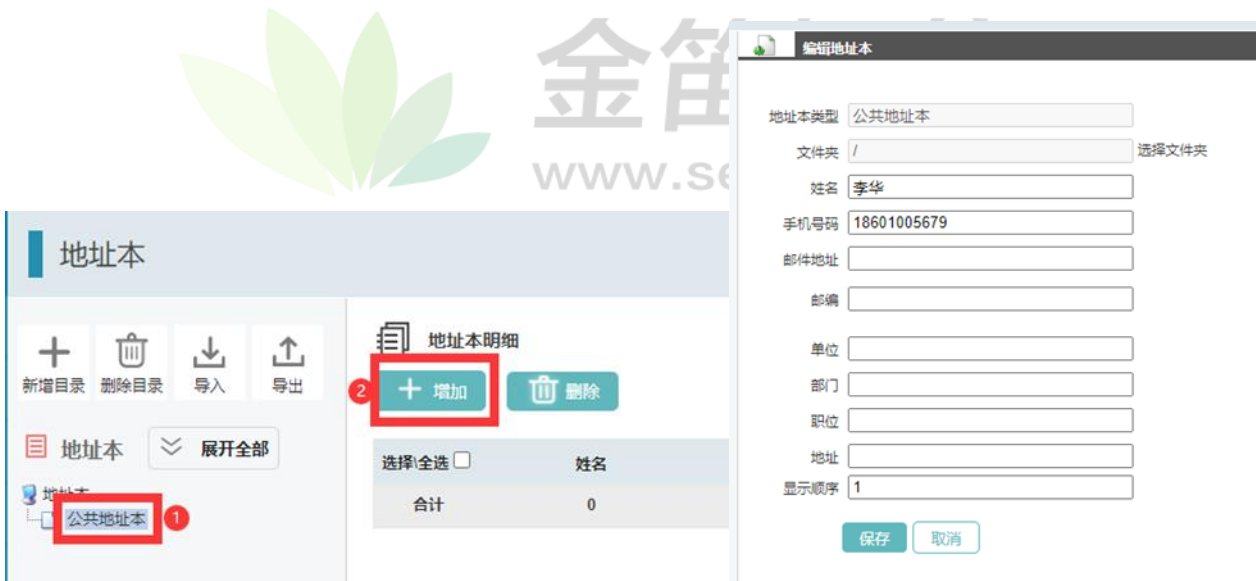 金笛
www.se
编辑地址本
地址本类型 公共地址本
文件夹 / 选择文件夹
姓名 李华
手机号码 18601005679
邮件地址
邮编
单位
部门
职位
地址
显示顺序 1
保存 取消
地址本
新增目录 删除目录 导入 导出
地址本 展开全部
地址本
公共地址本 1
地址本明细
2 增加 删除
选择\全选 姓名
合计 0